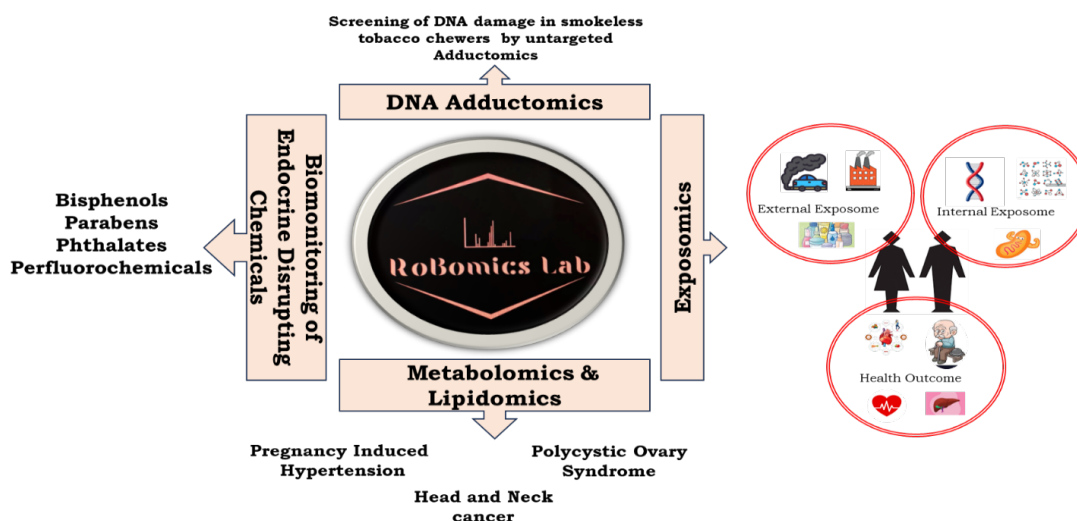 Screening of DNA damage in smokeless
tobacco chewers by untargeted
Adductomics
DNA Adductomics
Biomonitoring of
Endocrine Disrupting
Chemicals
Bisphenols
Parabens
Phthalates
Perfluorochemicals
RoBomics Lab
Exposomics
External Exposome
Internal Exposome
Health Outcome
Metabolomics &
Lipidomics
Pregnancy Induced
Hypertension
Polycystic Ovary
Syndrome
Head and Neck
cancer